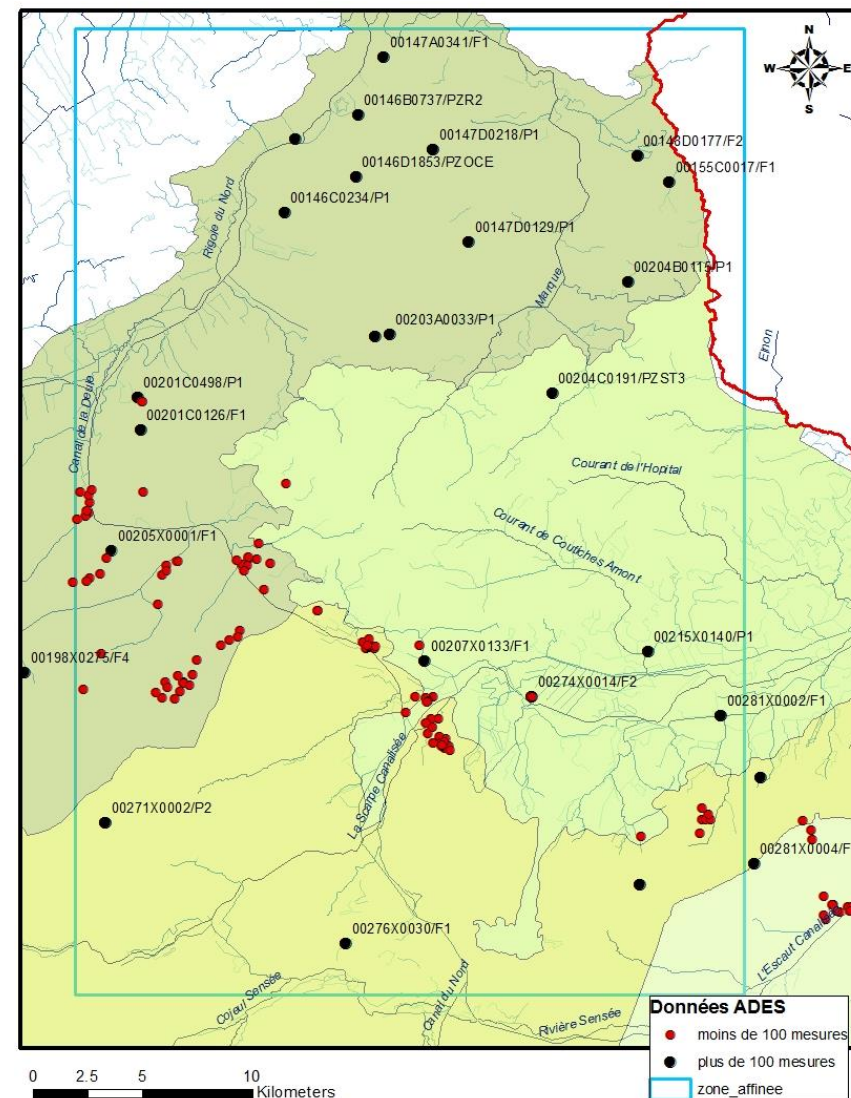 00147A0341/F1
N
W
E
S
00146B0737/PZR2
00147D0218/P1
00148D0177/F2
00146D1853/PZOCE
00155C0017/F1
00146C0234/P1
Rigole du Nord
00147D0129/P1
Marque
00204B0115/P1
00203A0033/P1
Elnon
00201C0498/P1
00204C0191/PZST3
Canal de la Deule
00201C0126/F1
Courant de l'Hopital
Courant de Coutiches Amont
00205X0001/F1
00215X0140/P1
00198X0275/F4
00207X0133/F1
00274X0014/F2
00281X0002/F1
La Scarpe Canalisée
00271X0002/P2
00281X0004/F
00276X0030/F1
L'Escaut Canalisée
Cojeul Sensée
Canal du Nord
Rivière Sensée
Données ADES
moins de 100 mesures
plus de 100 mesures
zone_affinee
0 2.5 5 10
Kilometers